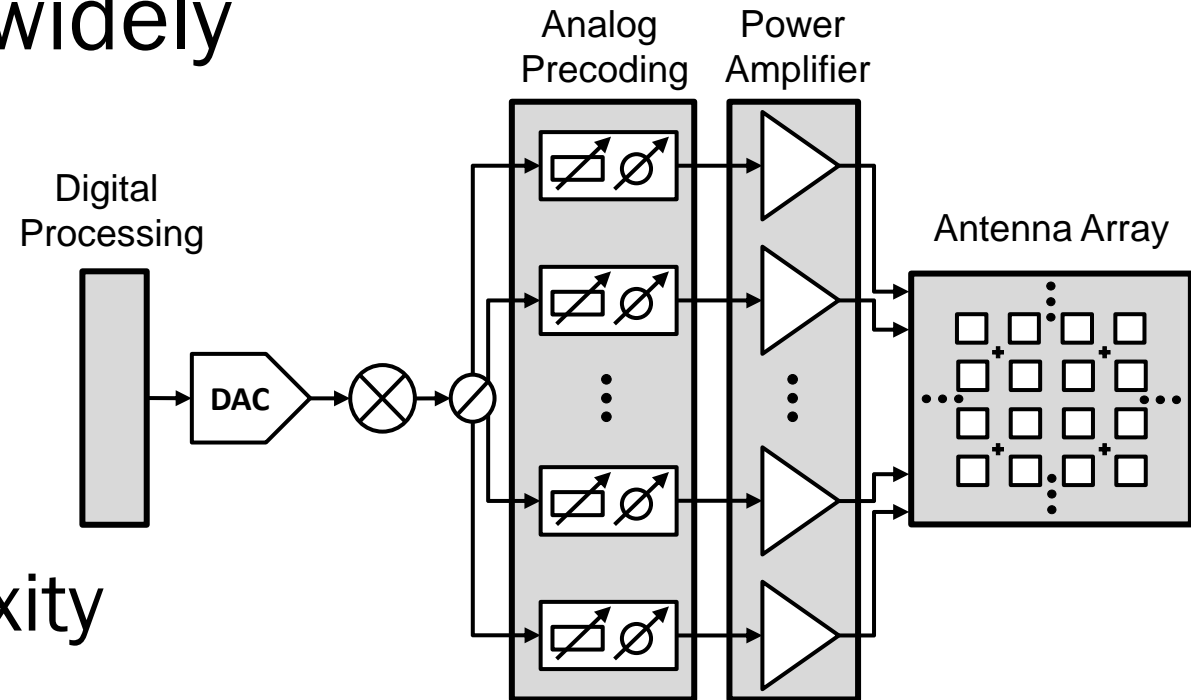 widely
Analog
Precoding
Power
Amplifier
Digital
Processing
Antenna Array
DAC
xity